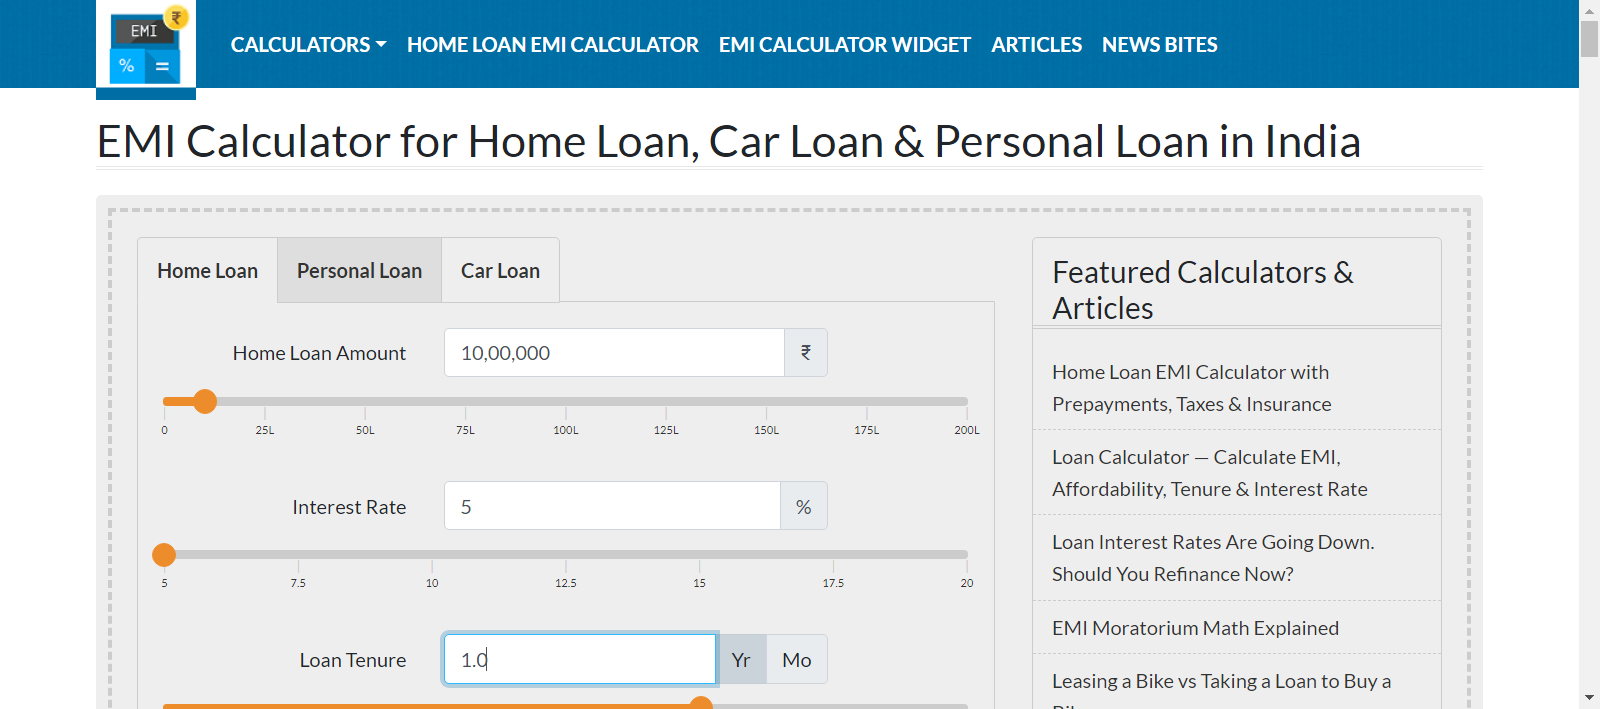 EMI
₹
%
=
CALCULATORS
HOME LOAN EMI CALCULATOR
EMI CALCULATOR WIDGET
ARTICLES
NEWS BITES
EMI Calculator for Home Loan, Car Loan & Personal Loan in India
Home Loan
Personal Loan
Car Loan
Home Loan Amount
10,00,000
₹
0
25L
50L
75L
100L
125L
150L
175L
200L
Interest Rate
5
%
5
7.5
10
12.5
15
17.5
20
Loan Tenure
1.0
Yr
Mo
Featured Calculators &
Articles
Home Loan EMI Calculator with
Prepayments, Taxes & Insurance
Loan Calculator — Calculate EMI,
Affordability, Tenure & Interest Rate
Loan Interest Rates Are Going Down.
Should You Refinance Now?
EMI Moratorium Math Explained
Leasing a Bike vs Taking a Loan to Buy a